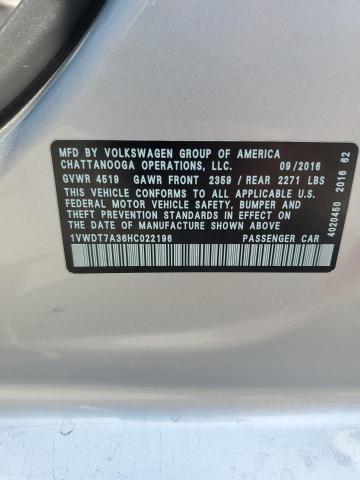 MFD BY VOLKSWAGEN GROUP OF AMERICA
CHATTANOOGA OPERATIONS, LLC. 09/2016
GVWR 4519 GAWR FRONT 2359/REAR 2271 LBS
THIS VEHICLE CONFORMS TO ALL APPLICABLE U.S.
FEDERAL MOTOR VEHICLE SAFETY, BUMPER AND
THEFT PREVENTION STANDARDS IN EFFECT ON
THE DATE OF MANUFACTURE SHOWN ABOVE.
1VWDT7A36HC022196 PASSENGER CAR
4020450 2016 62